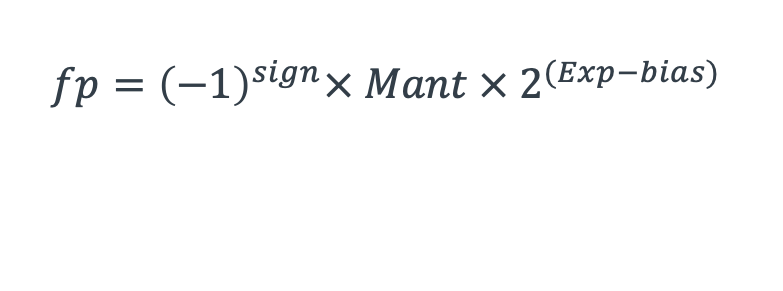 fp = (−1)^{sign} × Mant × 2^{(Exp−bias)}